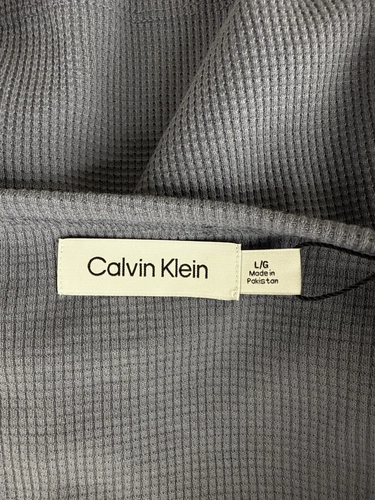 Calvin Klein
L/G
Made in
Pakistan